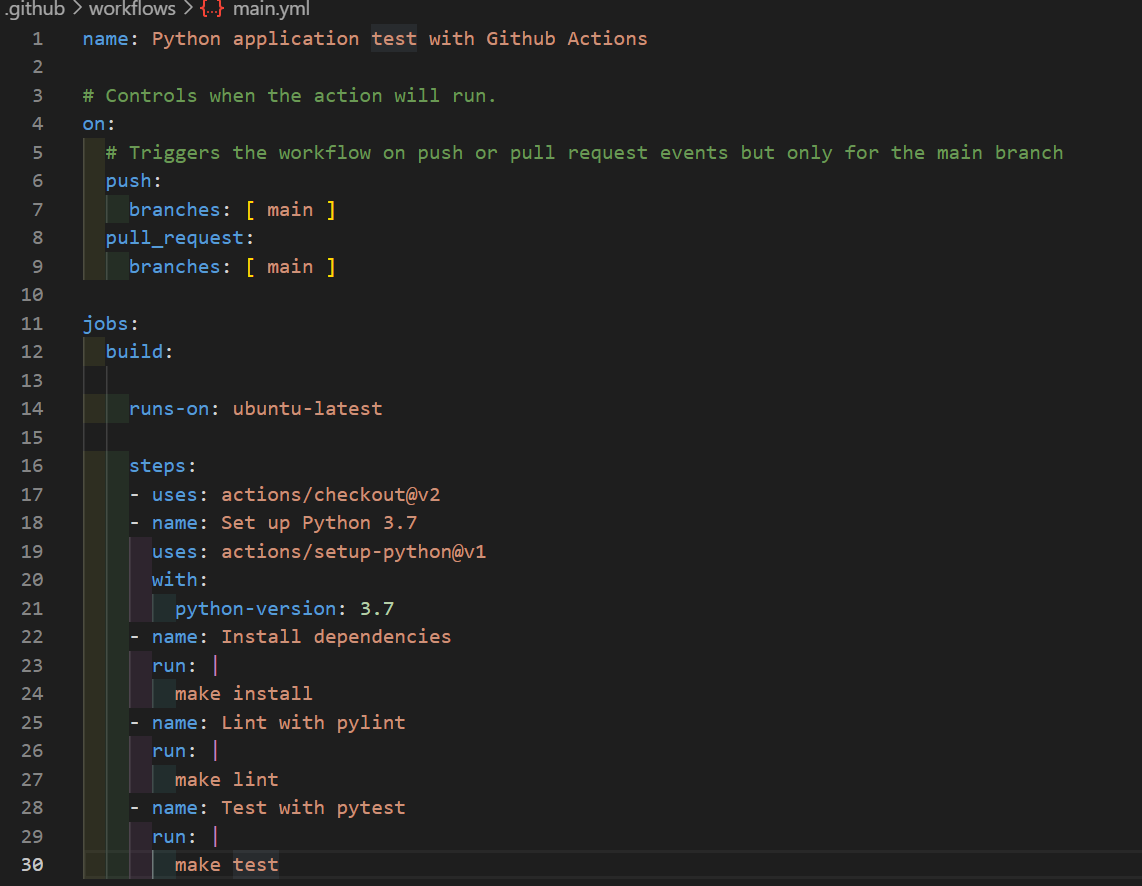 .github > workflows > {..} main.yml
1 name: Python application test with Github Actions
2
3 # Controls when the action will run.
4 on:
5   # Triggers the workflow on push or pull request events but only for the main branch
6   push:
7     branches: [ main ]
8   pull_request:
9     branches: [ main ]
10
11 jobs:
12   build:
13
14     runs-on: ubuntu-latest
15
16     steps:
17     - uses: actions/checkout@v2
18     - name: Set up Python 3.7
19       uses: actions/setup-python@v1
20       with:
21         python-version: 3.7
22     - name: Install dependencies
23       run: |
24         make install
25     - name: Lint with pylint
26       run: |
27         make lint
28     - name: Test with pytest
29       run: |
30         make test